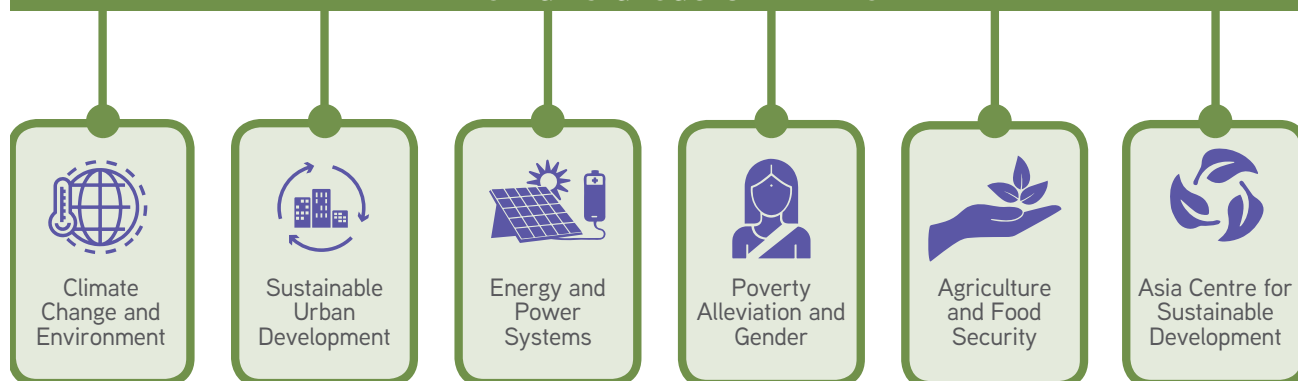 Climate
Change and
Environment
Sustainable
Urban
Development
Energy and
Power
Systems
Poverty
Alleviation and
Gender
Agriculture
and Food
Security
Asia Centre for
Sustainable
Development